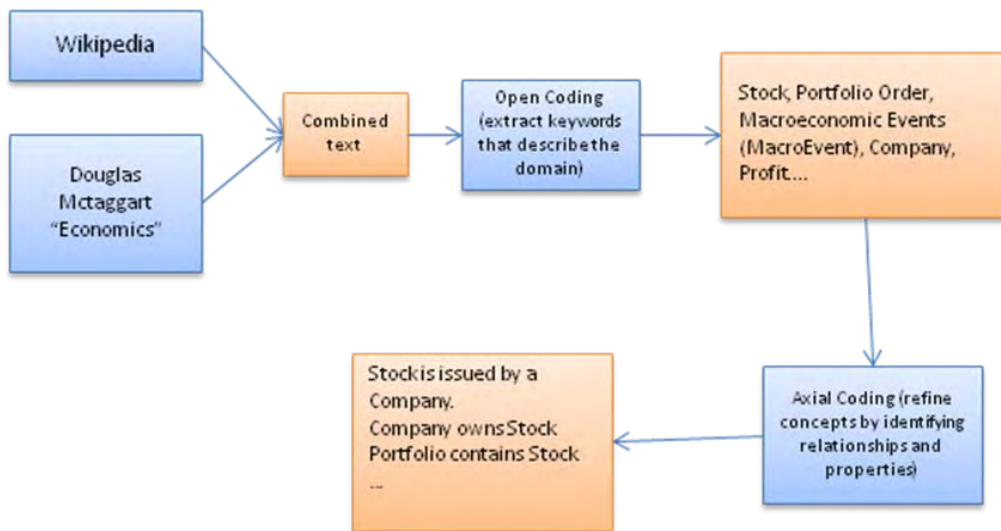 Wikipedia
Douglas
Mctaggart
“Economics”
Combined
text
Open Coding
(extract keywords
that describe the
domain)
Stock, Portfolio Order,
Macroeconomic Events
(MacroEvent), Company,
Profit....
Axial Coding (refine
concepts by identifying
relationships and
properties)
Stock is issued by a
Company.
Company owns Stock
Portfolio contains Stock
...